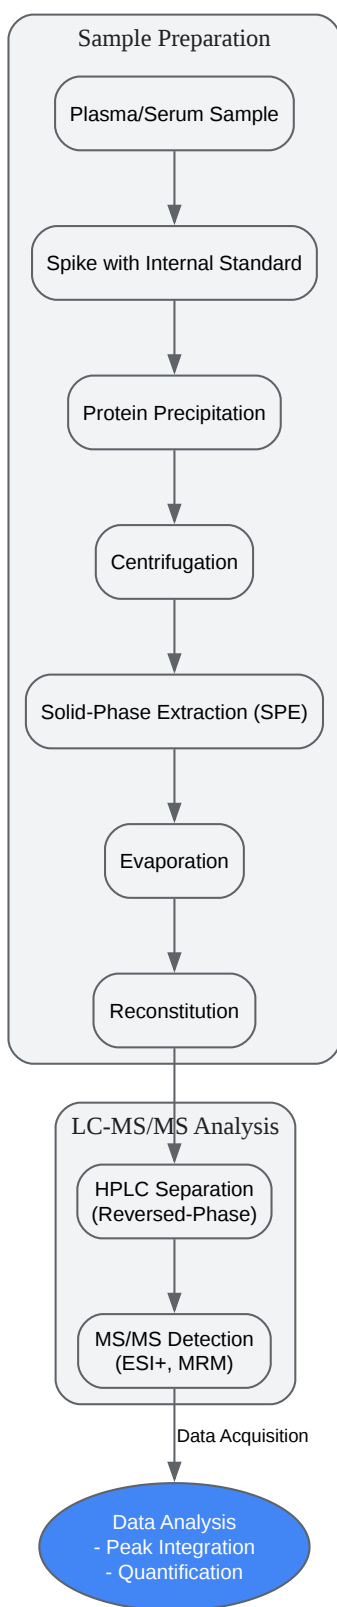 Sample Preparation
Plasma/Serum Sample
Spike with Internal Standard
Protein Precipitation
Centrifugation
Solid-Phase Extraction (SPE)
Evaporation
Reconstitution
LC-MS/MS Analysis
HPLC Separation
(Reversed-Phase)
MS/MS Detection
(ESI+, MRM)
Data Acquisition
Data Analysis
- Peak Integration
- Quantification